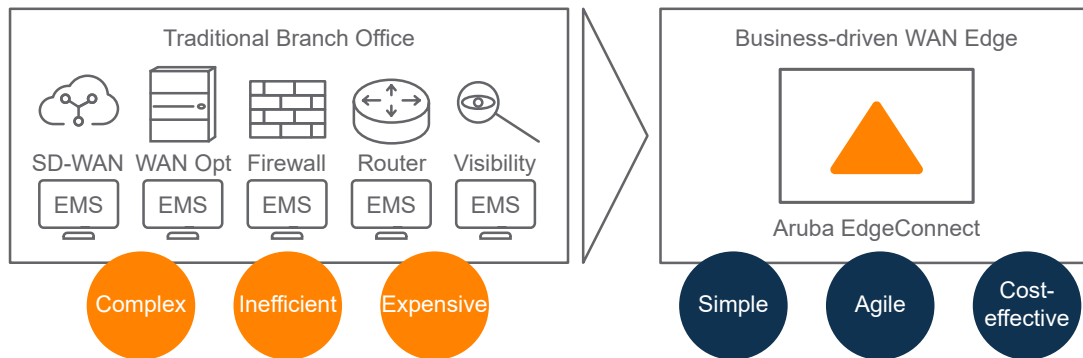 Traditional Branch Office
SD-WAN WAN Opt Firewall Router Visibility
EMS EMS EMS EMS EMS
Complex Inefficient Expensive
Business-driven WAN Edge
Aruba EdgeConnect
Simple Agile Cost-
effective